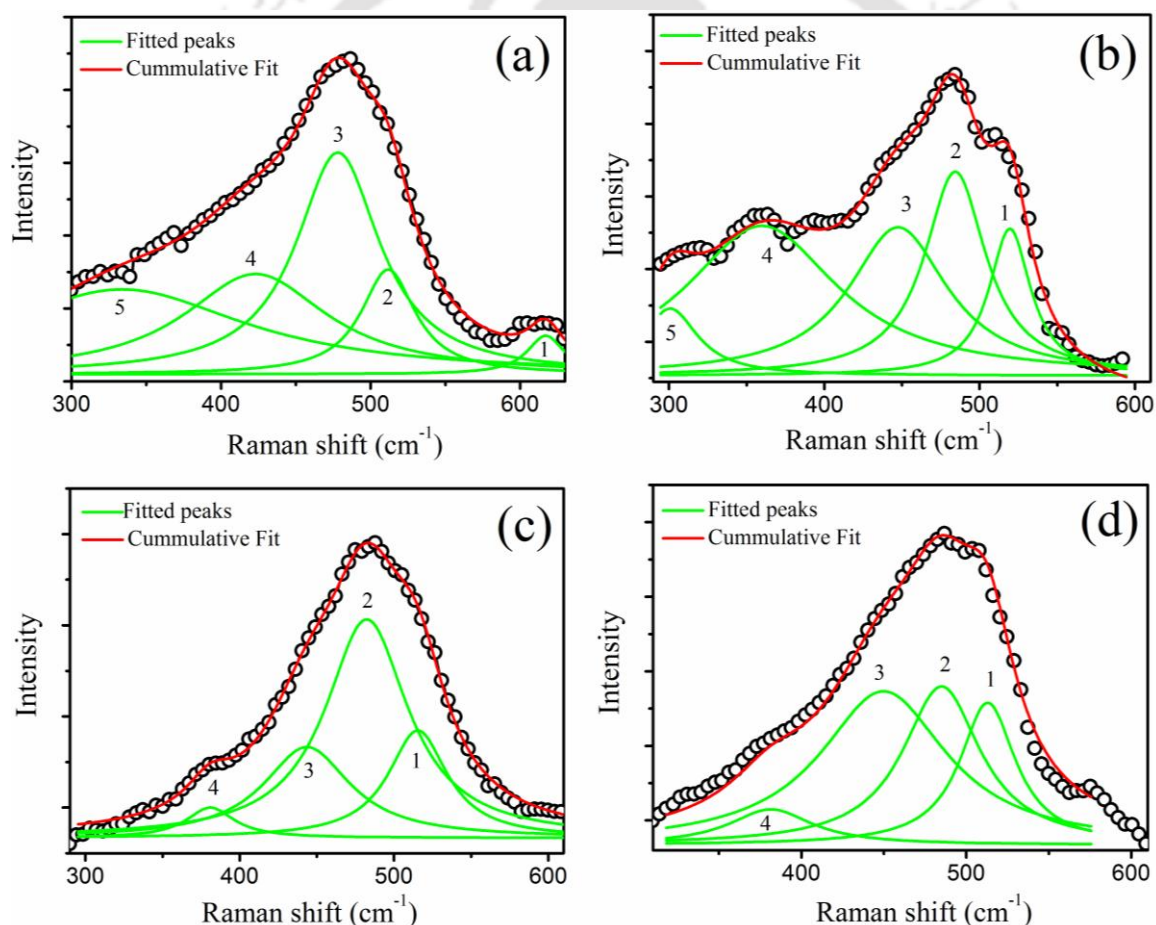 Fitted peaks
Cummulative Fit
(a)
3
4
2
5
1
Intensity
300 400 500 600
Raman shift (cm-1)
Fitted peaks
Cummulative Fit
(b)
2
1
3
4
5
Intensity
300 400 500 600
Raman shift (cm-1)
Fitted peaks
Cummulative Fit
(c)
2
1
3
4
Intensity
300 400 500 600
Raman shift (cm-1)
Fitted peaks
Cummulative Fit
(d)
3
2
1
4
Intensity
400 500 600
Raman shift (cm-1)